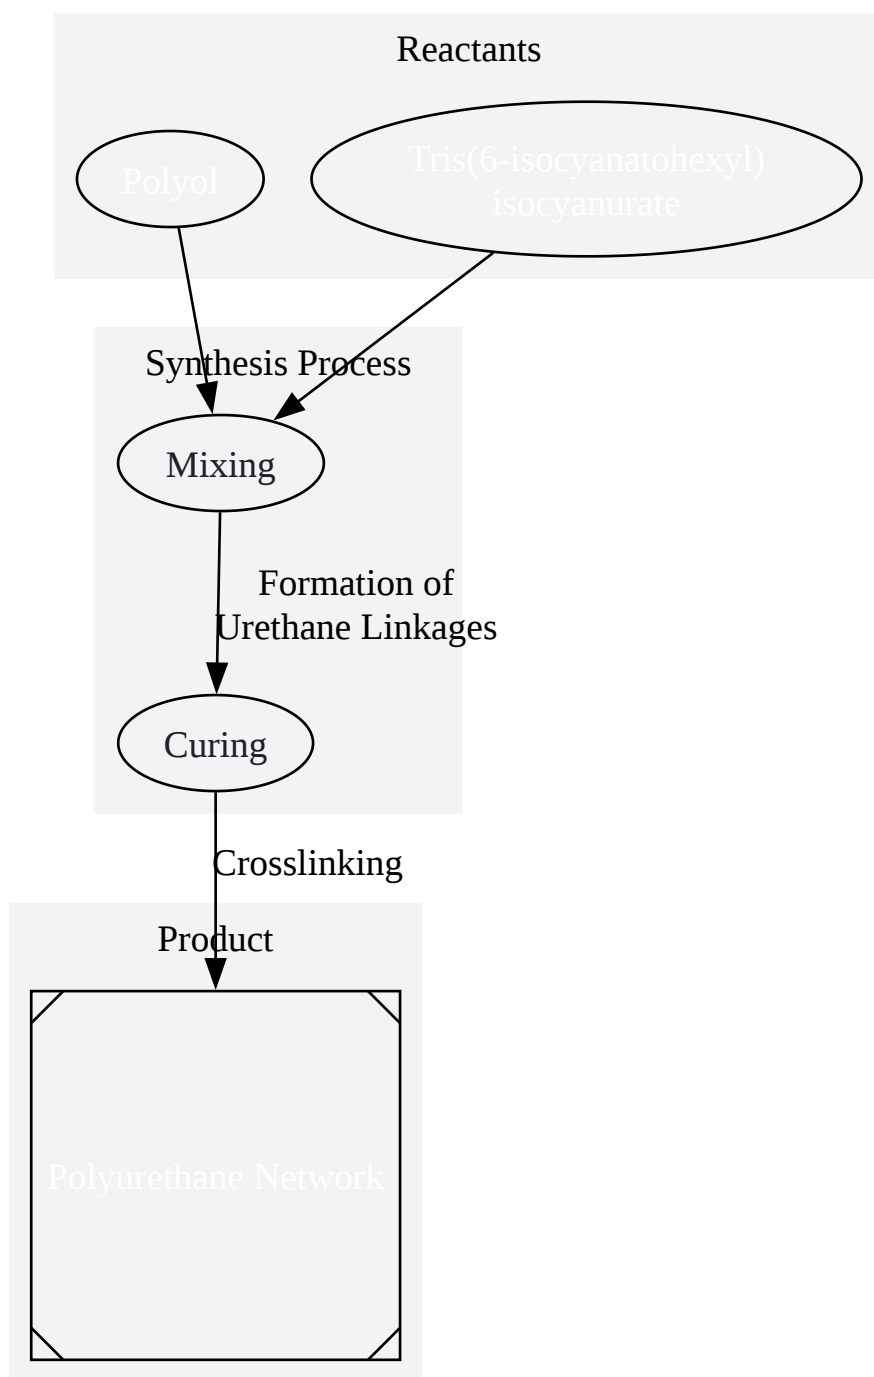 Reactants
Polyol
Tris(6-isocyanatohexyl)
isocyanurate
Synthesis Process
Mixing
Formation of
Urethane Linkages
Curing
Crosslinking
Product
Polyurethane Network